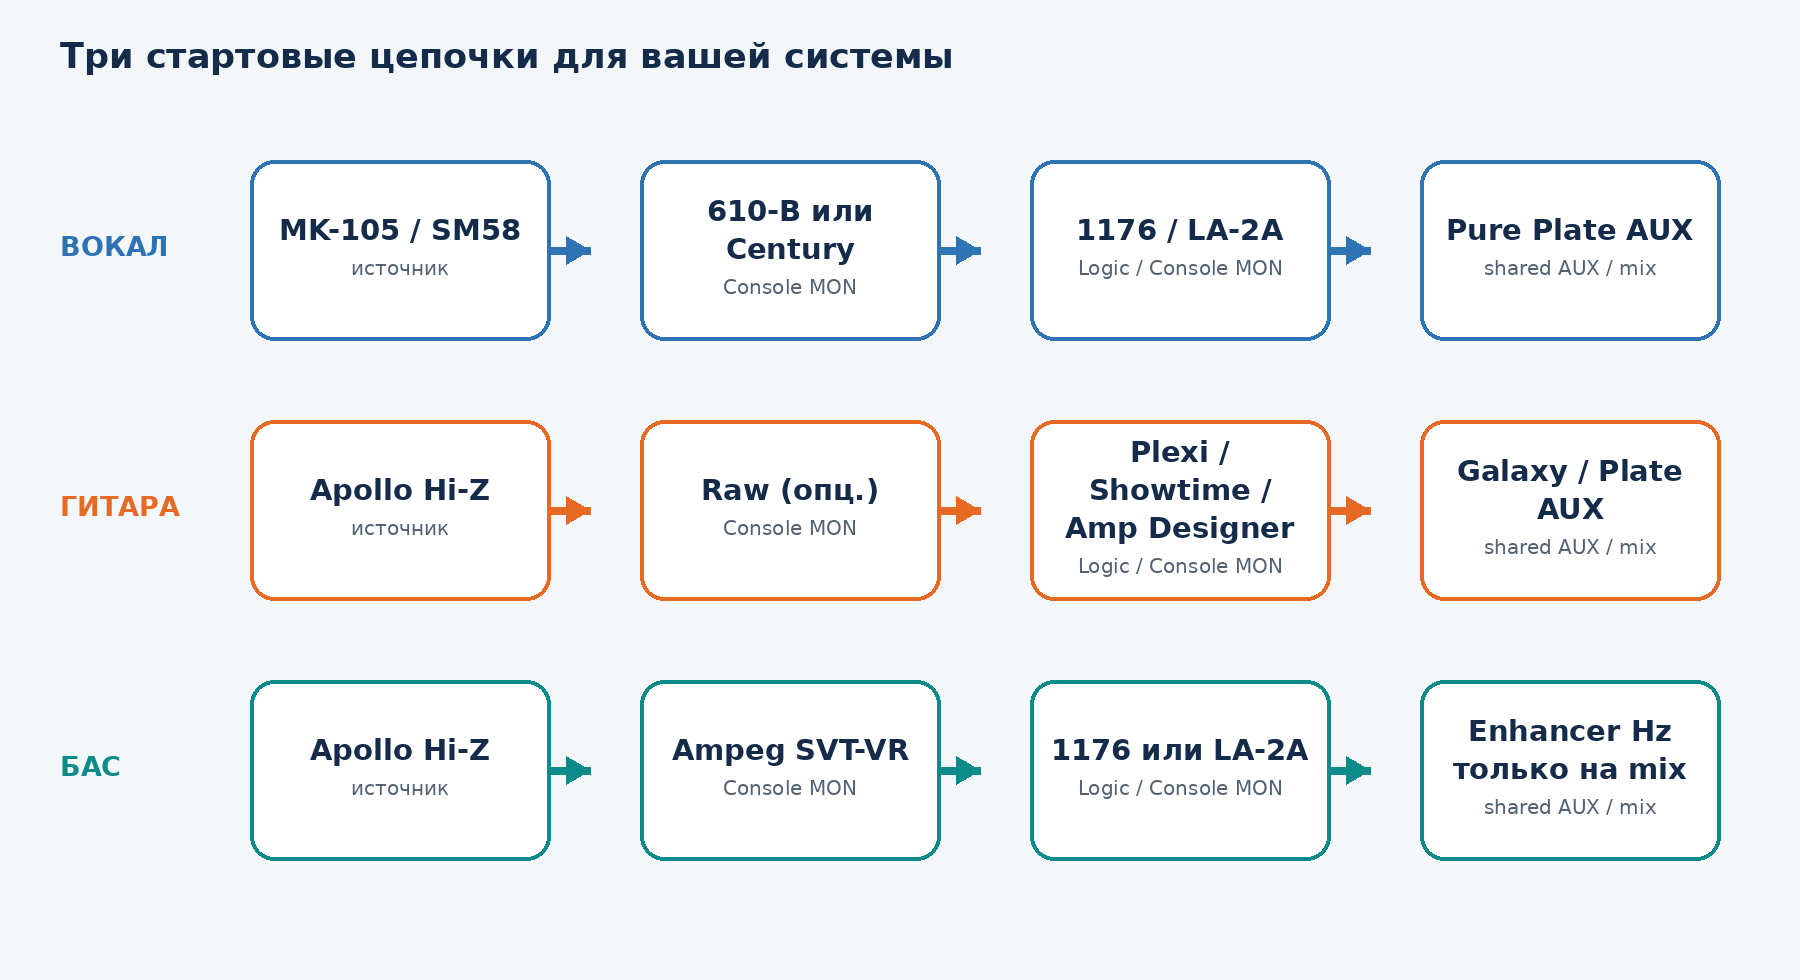 Три стартовые цепочки для вашей системы
ВОКАЛ
MK-105 / SM58
источник
610-B или
Century
Console MON
1176 / LA-2A
Logic / Console MON
Pure Plate AUX
shared AUX / mix
ГИТАРА
Apollo Hi-Z
источник
Raw (опц.)
Console MON
Plexi /
Showtime /
Amp Designer
Logic / Console MON
Galaxy / Plate
AUX
shared AUX / mix
БАС
Apollo Hi-Z
источник
Ampeg SVT-VR
Console MON
1176 или LA-2A
Logic / Console MON
Enhancer Hz
только на mix
shared AUX / mix